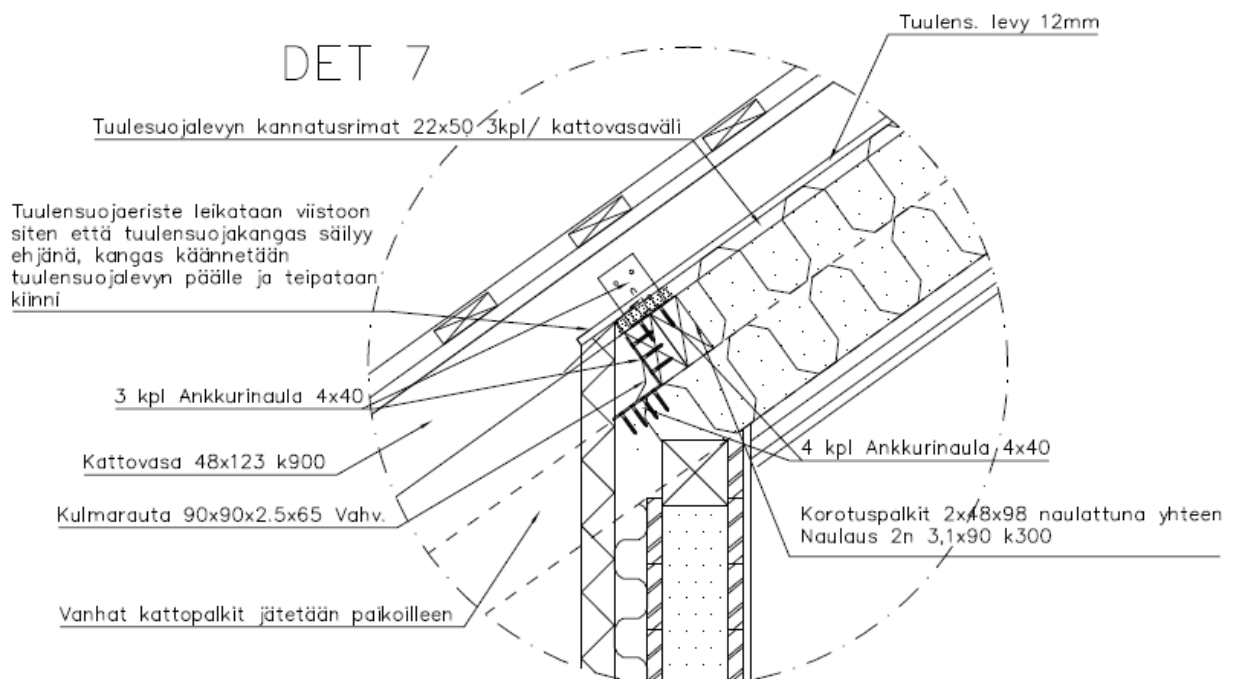 Tuulens. levy 12mm
DET 7
Tuulesuojalevyn kannatusrimat 22x50 3kpl/ kattovasaväli
Tuulensuojaeriste leikataan viistoon
siten että tuulensuojakangas säilyy
ehjänä, kangas käännetään
tuulensuojalevyn päälle ja teipataan
kiinni
3 kpl Ankkurinaula 4x40
4 kpl Ankkurinaula 4x40
Kattovasa 48x123 k900
Kulmarauta 90x90x2.5x65 Vahv.
Korotuspalkit 2x48x98 naulattuna yhteen
Naulaus 2n 3,1x90 k300
Vanhat kattopalkit jätetään paikoilleen